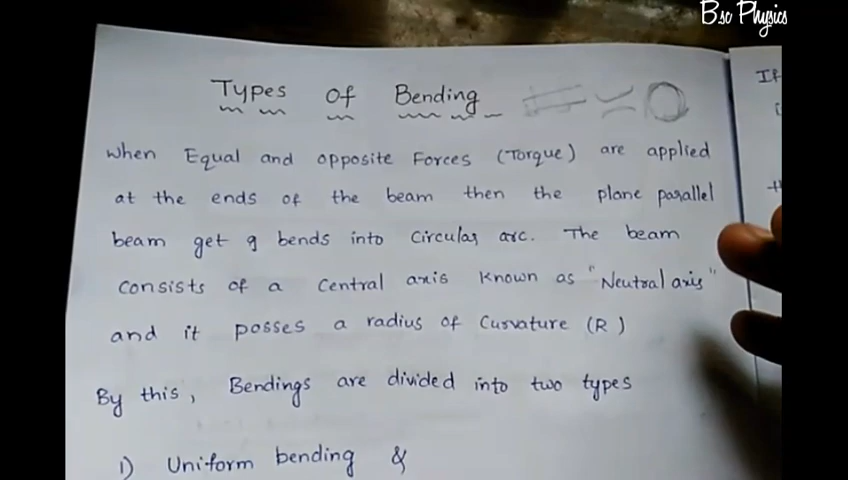 Bsc Physics
Types Of Bending
When Equal and opposite Forces (Torque) are applied
at the ends of the beam then the plane parallel
beam get q bends into Circular arc. The beam
consists of a Central axis Known as "Neutral axis"
and it posses a radius of Curvature (R)
By this, Bendings are divided into two types
1) Uniform bending &
If